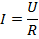 I = U/R